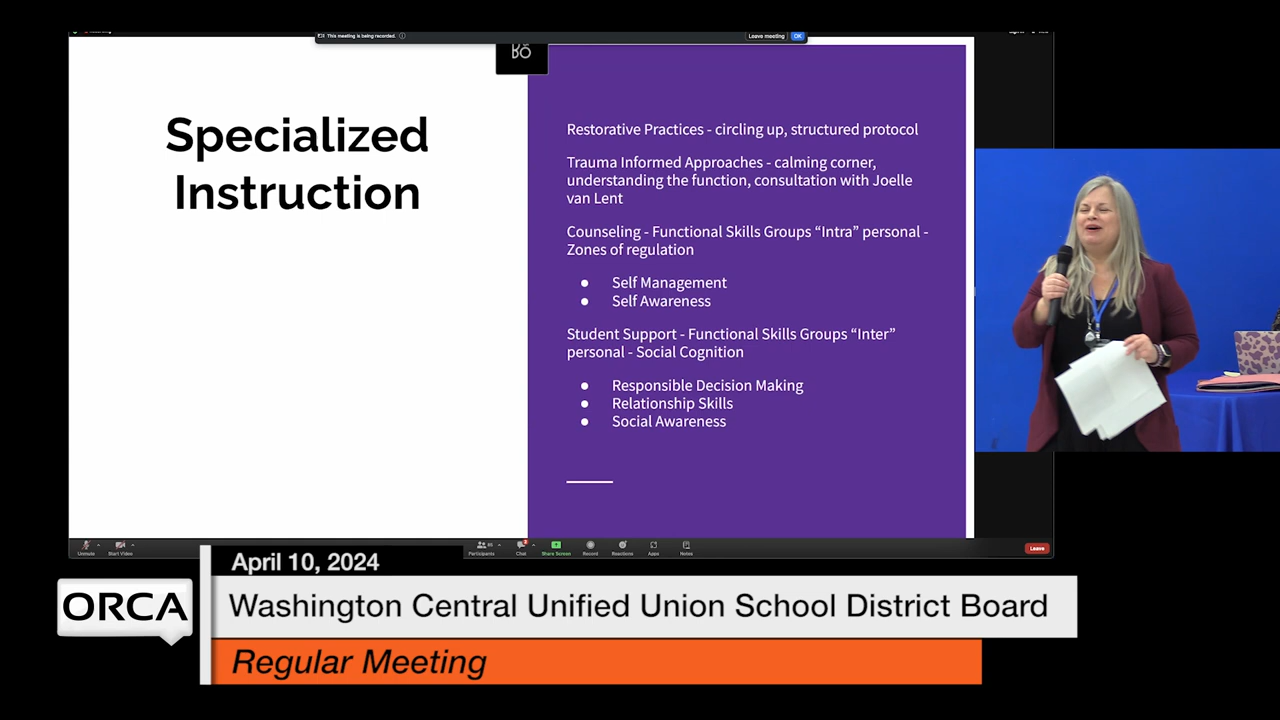 This meeting is being recorded.
Leave meeting
OK
Specialized
Instruction
Restorative Practices - circling up, structured protocol
Trauma Informed Approaches - calming corner,
understanding the function, consultation with Joelle
van Lent
Counseling - Functional Skills Groups “Intra” personal -
Zones of regulation
● Self Management
● Self Awareness
Student Support - Functional Skills Groups “Inter”
personal - Social Cognition
● Responsible Decision Making
● Relationship Skills
● Social Awareness
Unmute
Start Video
Participants
Chat
Share Screen
Record
Reactions
Apps
Notes
Leave
April 10, 2024
ORCA
Washington Central Unified Union School District Board
Regular Meeting